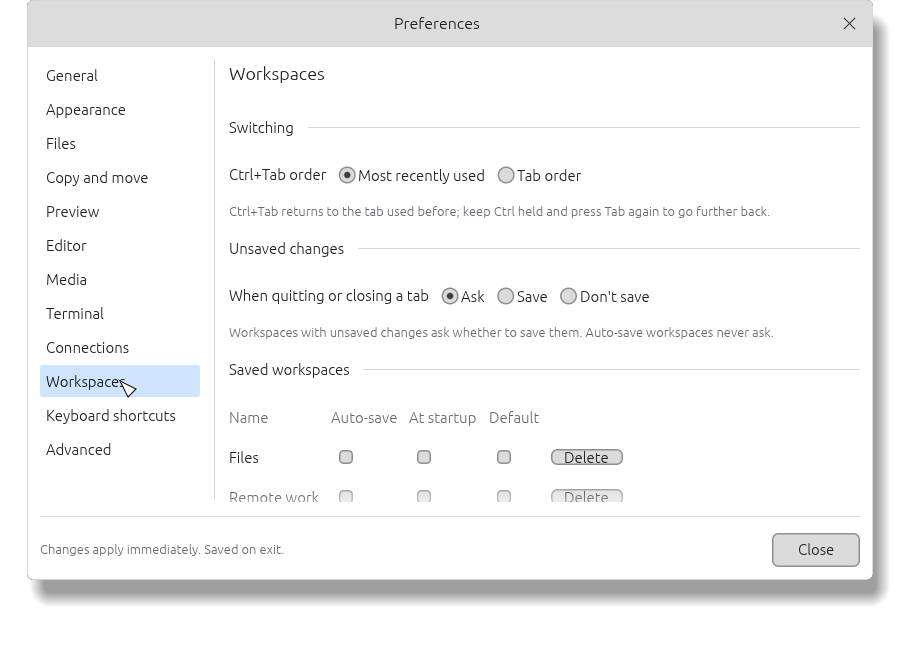 Preferences
General
Appearance
Files
Copy and move
Preview
Editor
Media
Terminal
Connections
Workspaces
Keyboard shortcuts
Advanced
Workspaces
Switching
Ctrl+Tab order Most recently used Tab order
Ctrl+Tab returns to the tab used before; keep Ctrl held and press Tab again to go further back.
Unsaved changes
When quitting or closing a tab Ask Save Don't save
Workspaces with unsaved changes ask whether to save them. Auto-save workspaces never ask.
Saved workspaces
Name Auto-save At startup Default
Files Delete
Remote work Delete
Changes apply immediately. Saved on exit.
Close